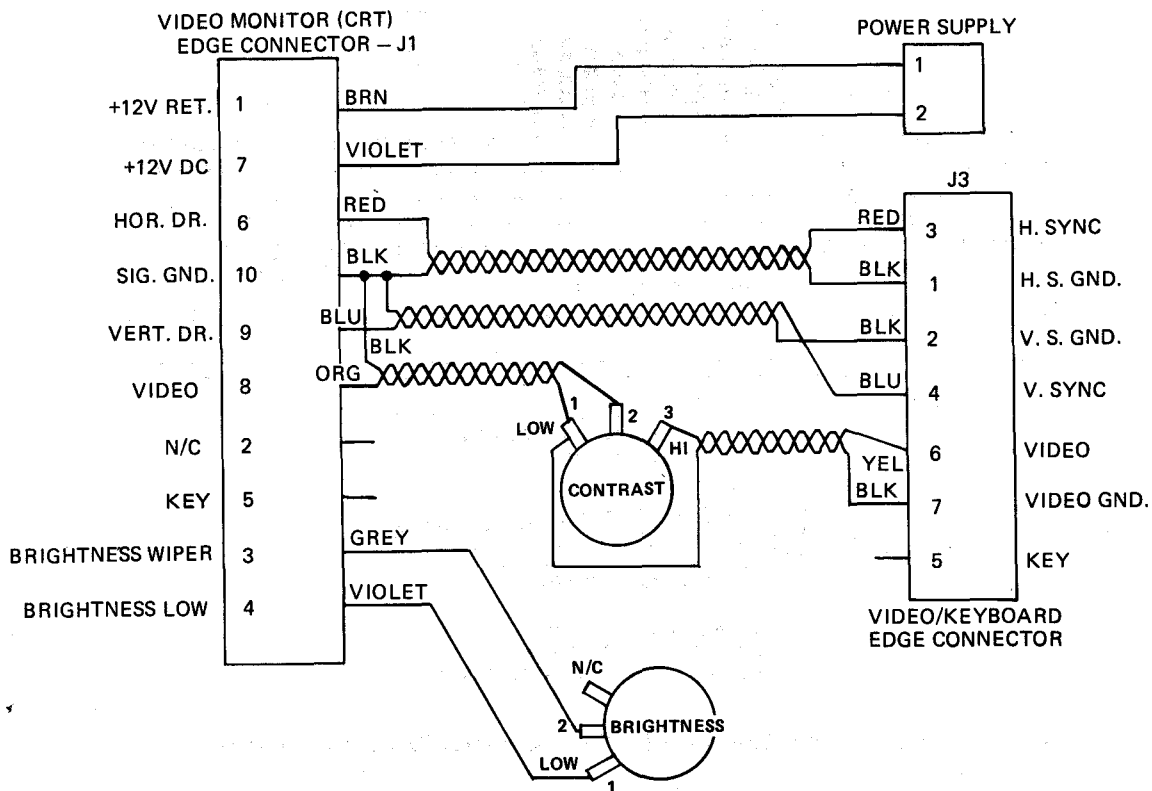 VIDEO MONITOR (CRT)
EDGE CONNECTOR – J1
POWER SUPPLY
1
2
+12V RET. 1 BRN
+12V DC 7 VIOLET
HOR. DR. 6 RED
SIG. GND. 10 BLK
VERT. DR. 9 BLU
BLK
VIDEO 8 ORG
N/C 2
KEY 5
BRIGHTNESS WIPER 3 GREY
BRIGHTNESS LOW 4 VIOLET
J3
RED 3 H. SYNC
BLK 1 H. S. GND.
BLK 2 V. S. GND.
BLU 4 V. SYNC
YEL 6 VIDEO
BLK 7 VIDEO GND.
5 KEY
VIDEO/KEYBOARD
EDGE CONNECTOR
1
LOW
2
3
HI
CONTRAST
N/C
2
BRIGHTNESS
LOW
1